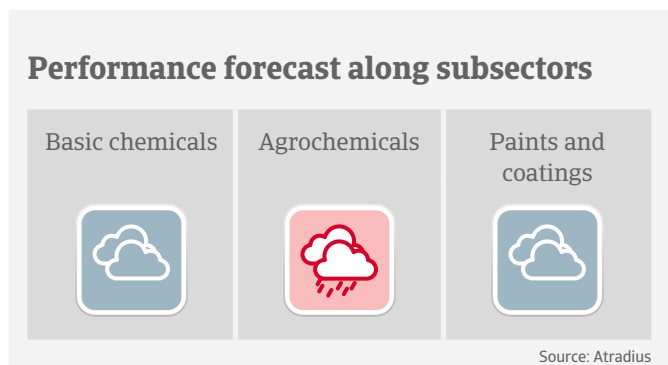 Performance forecast along subsectors
Basic chemicals
Agrochemicals
Paints and
coatings
Source: Atradius